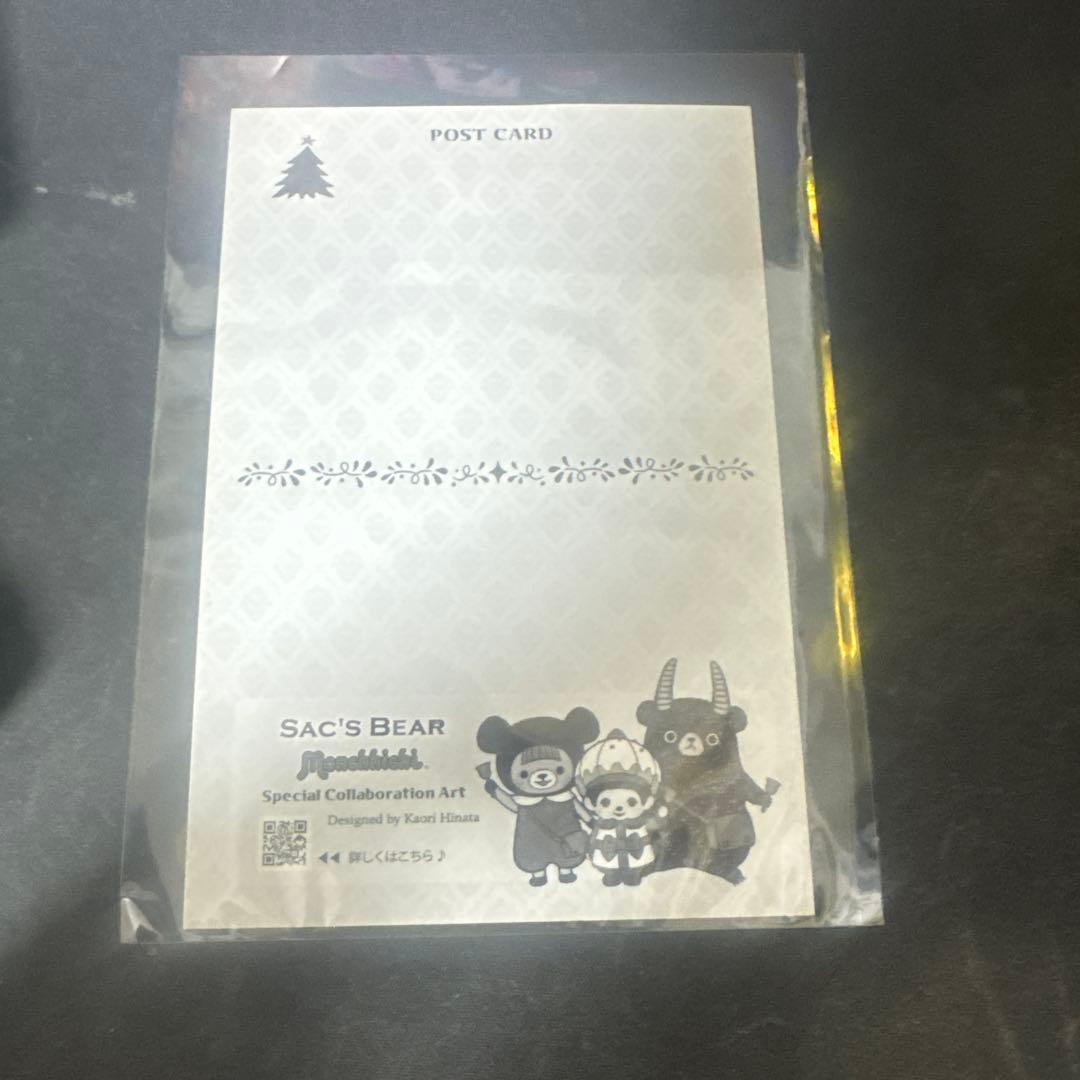 POST CARD
SAC'S BEAR
Monchhichi
Special Collaboration Art
Designed by Kaori Hinata
◀◀ 詳しくはこちら♪